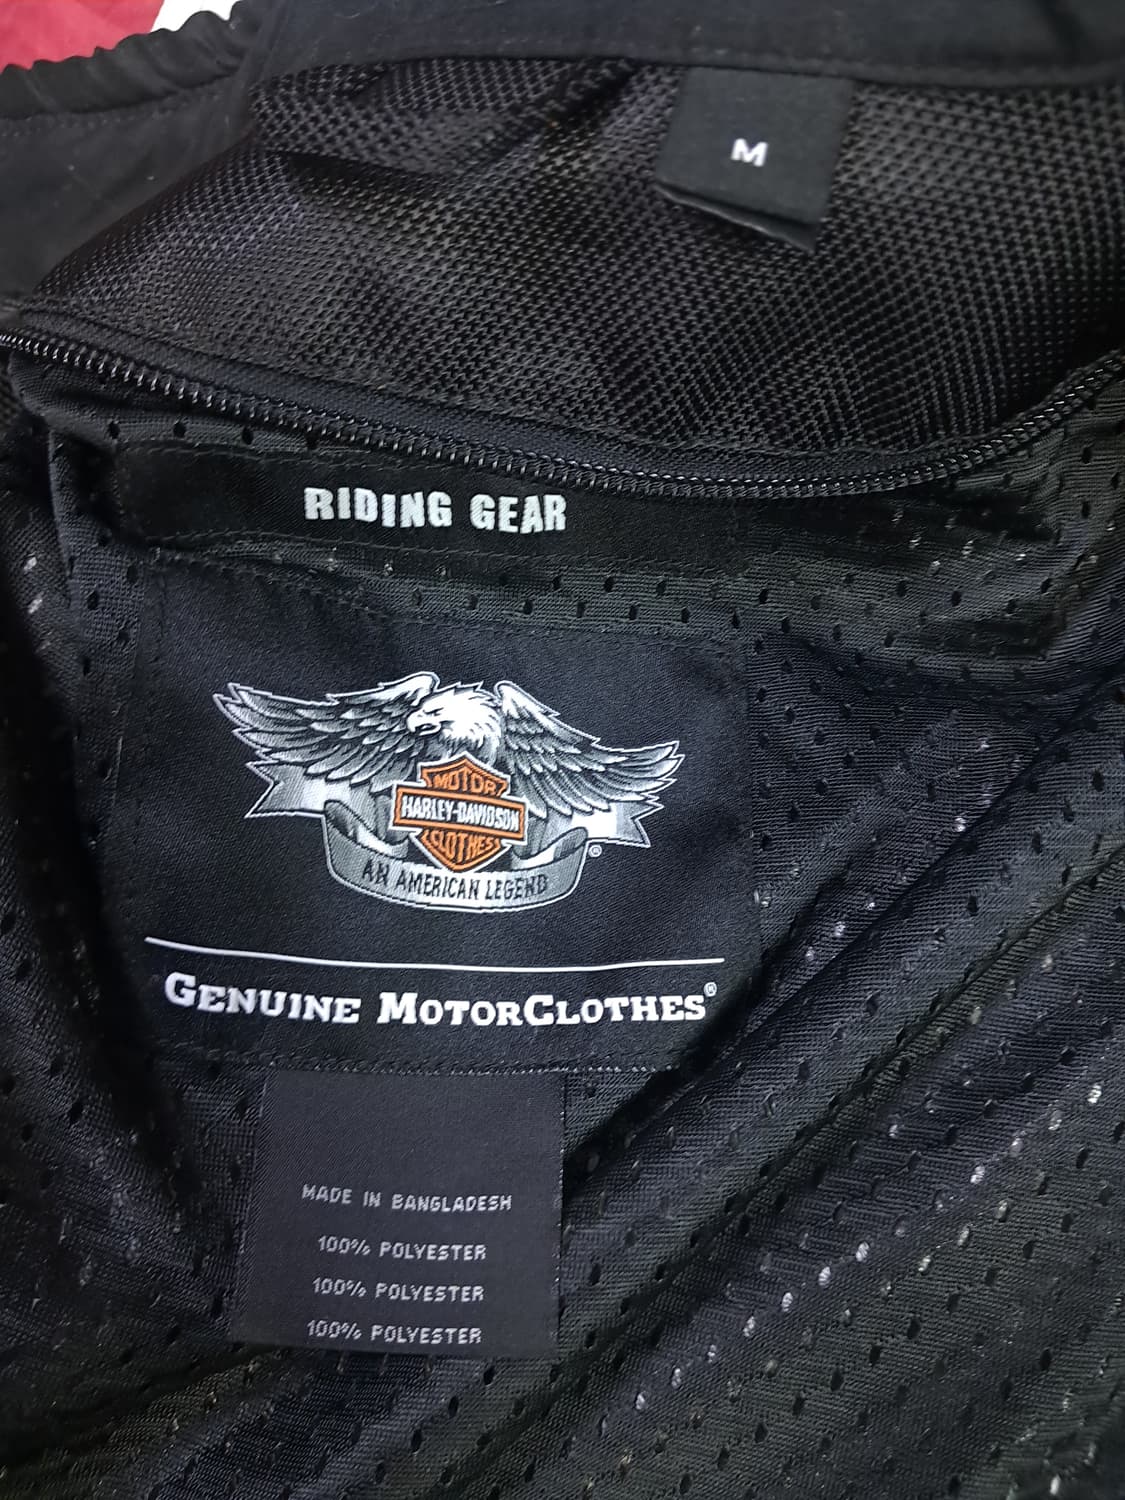 M
RIDING GEAR
MOTOR
HARLEY-DAVIDSON
CLOTHES
AN AMERICAN LEGEND
®
GENUINE MOTORCLOTHES®
MADE IN BANGLADESH
100% POLYESTER
100% POLYESTER
100% POLYESTER